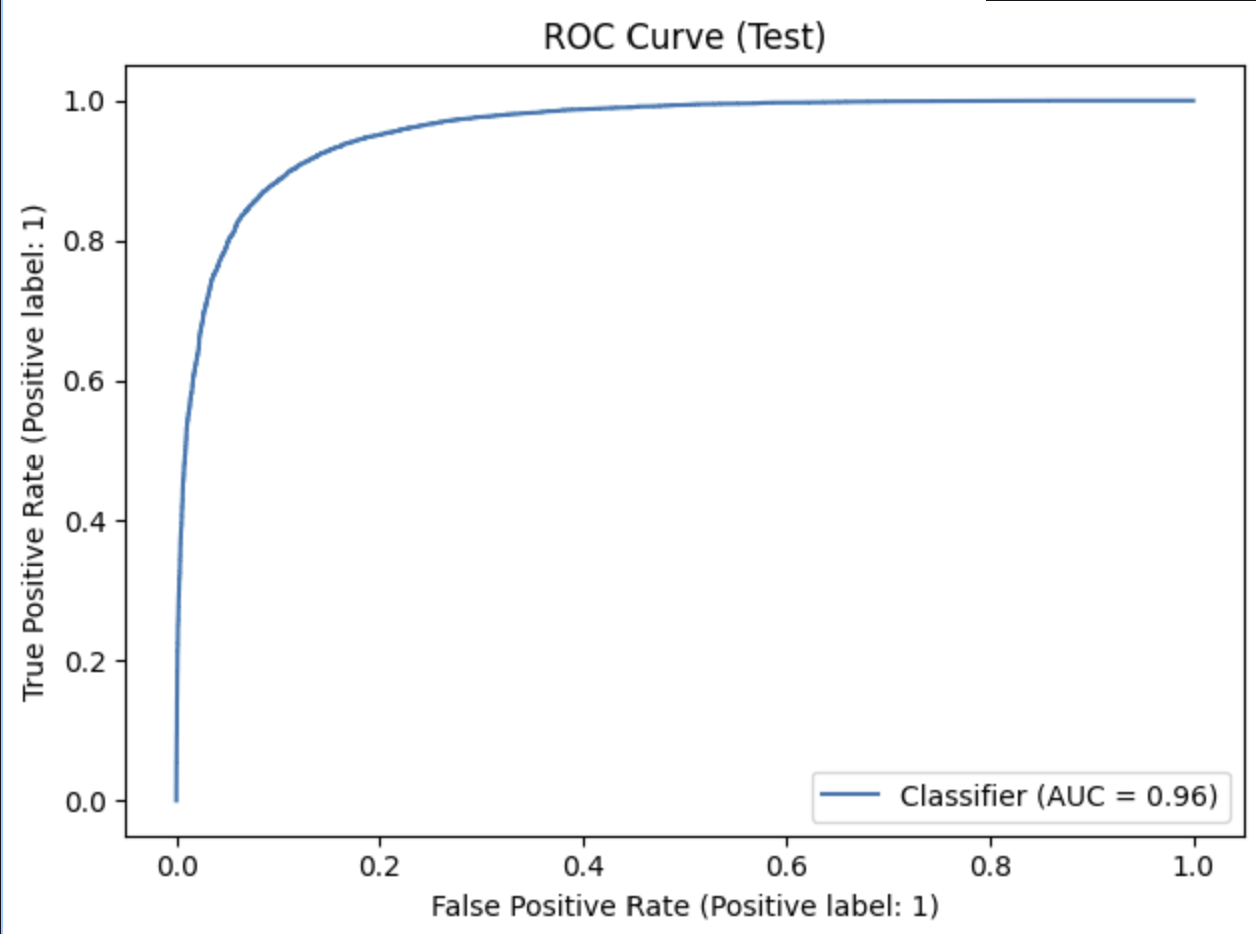 ROC Curve (Test)
True Positive Rate (Positive label: 1)
1.0
0.8
0.6
0.4
0.2
0.0
Classifier (AUC = 0.96)
0.0 0.2 0.4 0.6 0.8 1.0
False Positive Rate (Positive label: 1)